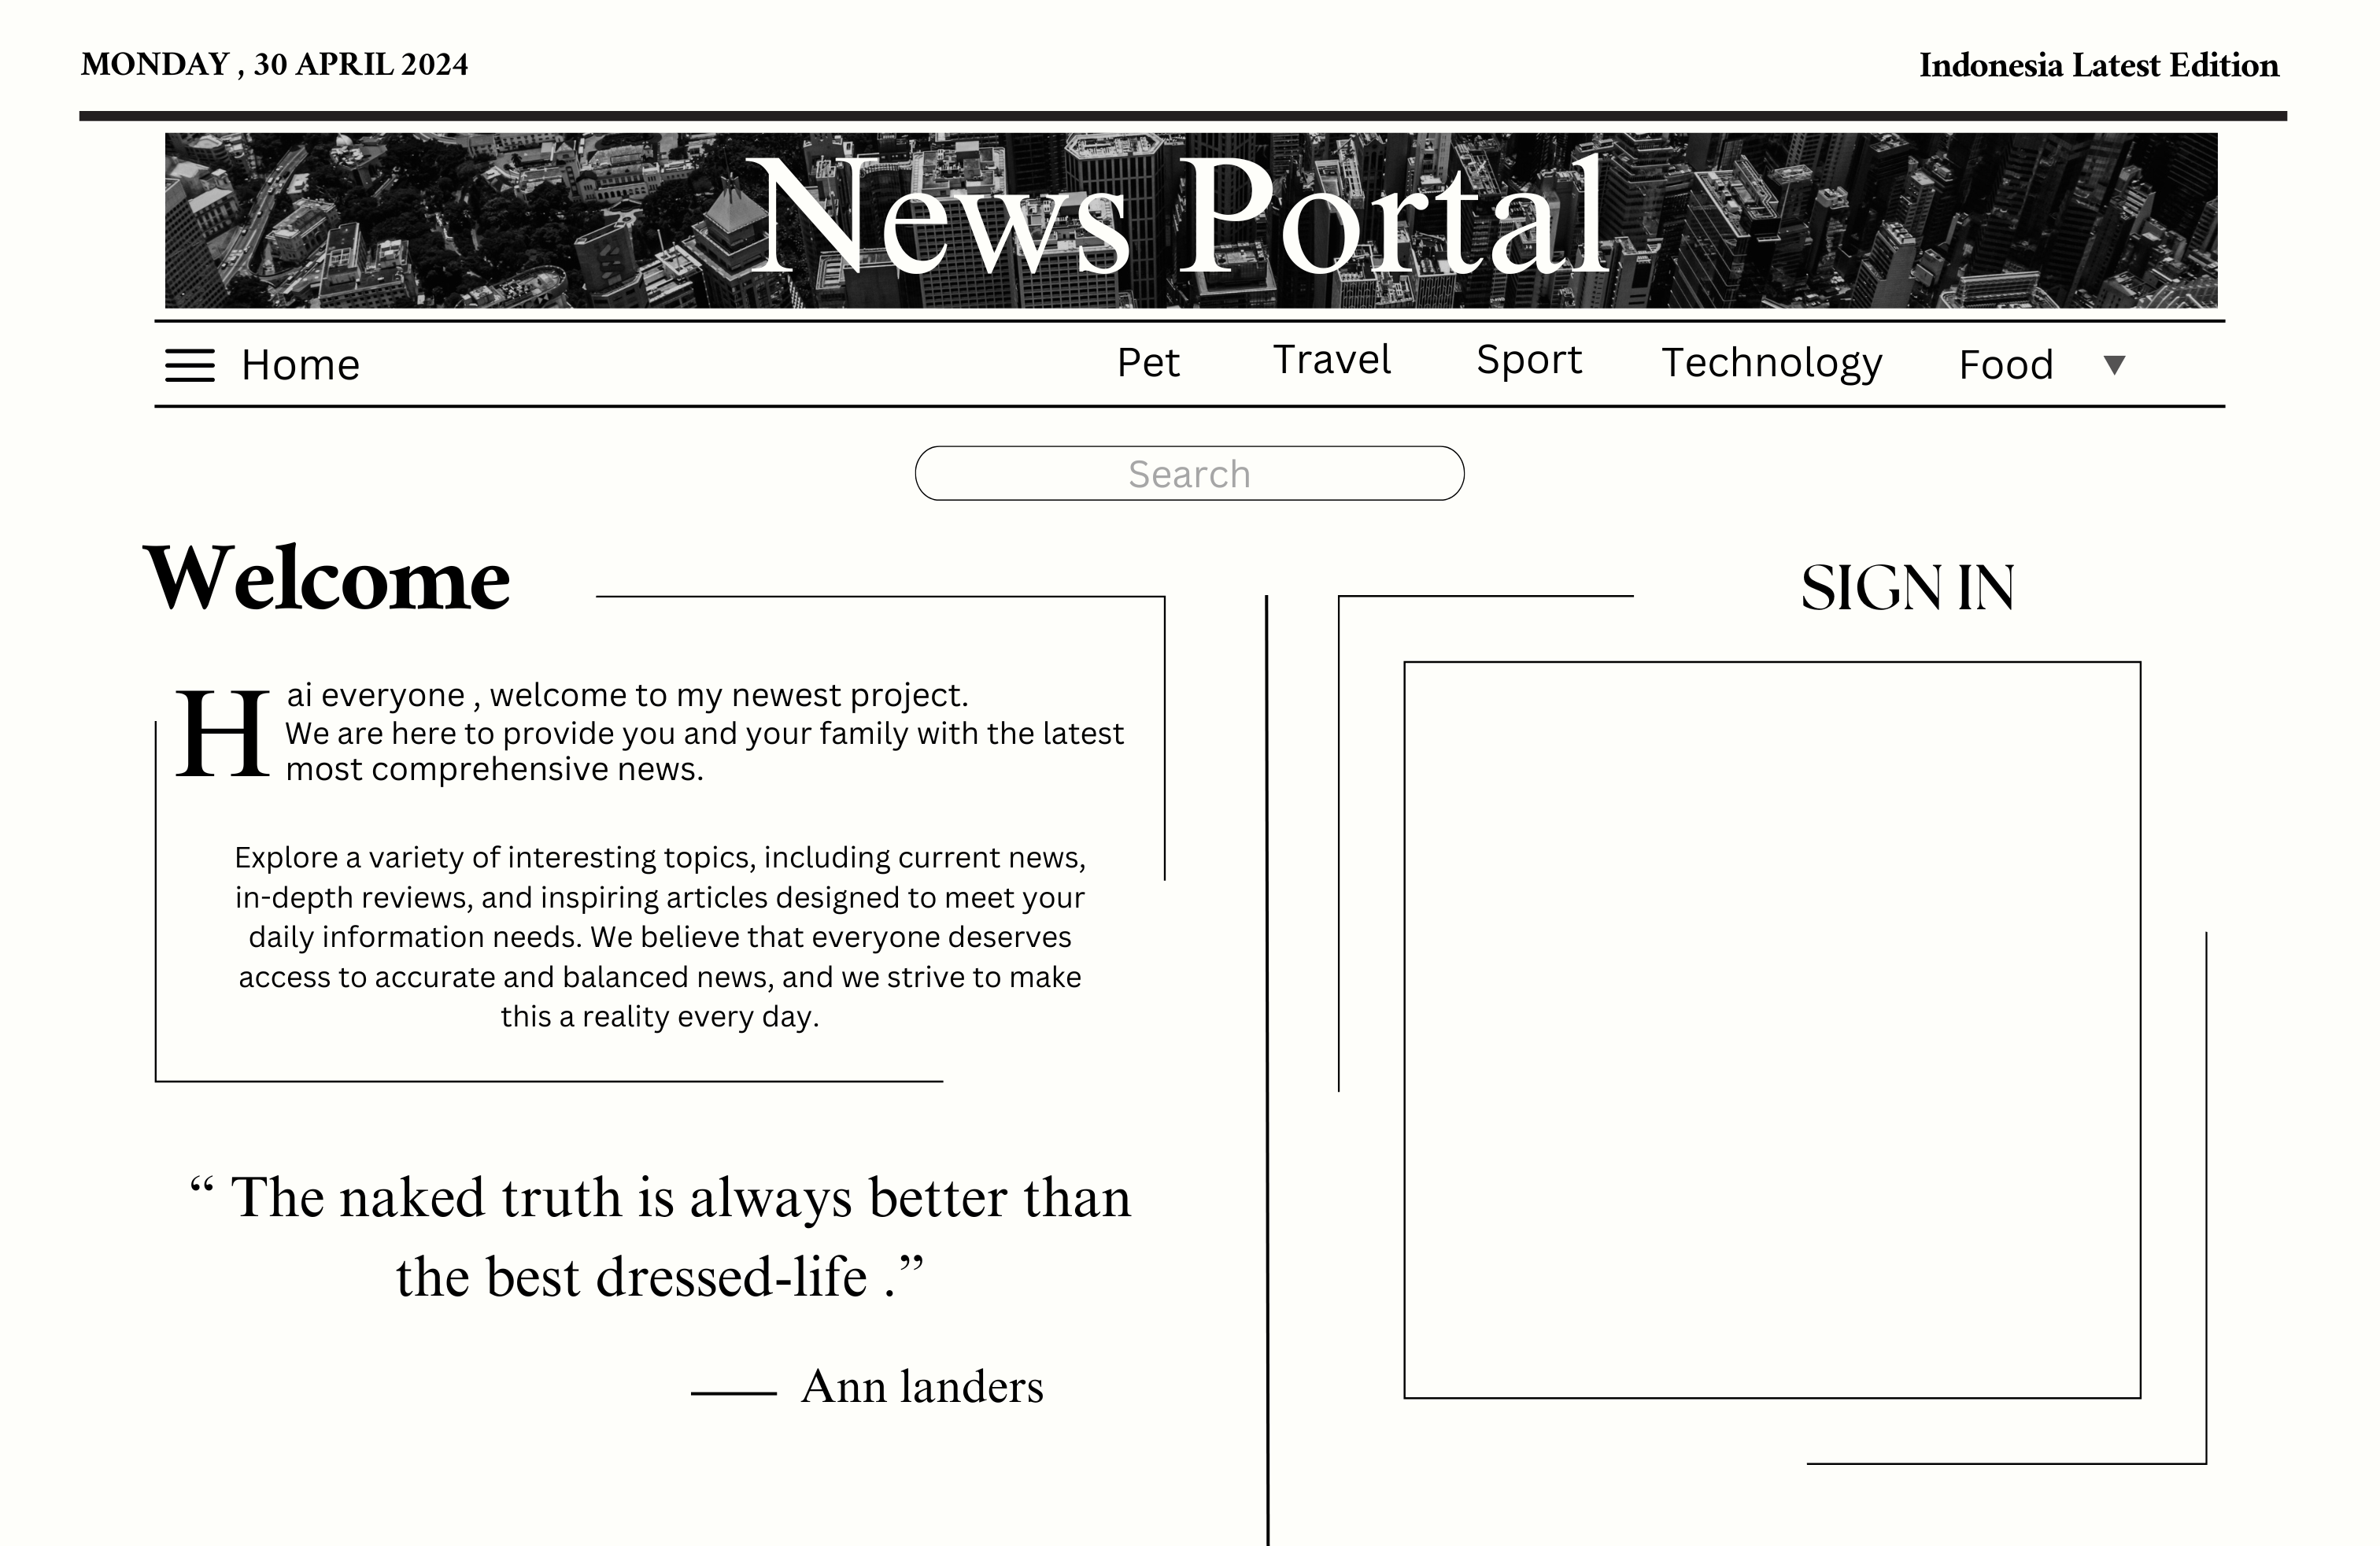 MONDAY , 30 APRIL 2024
Indonesia Latest Edition
News Portal
Home
Pet
Travel
Sport
Technology
Food
Search
Welcome
SIGN IN
Hai everyone , welcome to my newest project.
We are here to provide you and your family with the latest
most comprehensive news.
Explore a variety of interesting topics, including current news,
in-depth reviews, and inspiring articles designed to meet your
daily information needs. We believe that everyone deserves
access to accurate and balanced news, and we strive to make
this a reality every day.
“ The naked truth is always better than
the best dressed-life .”
Ann landers